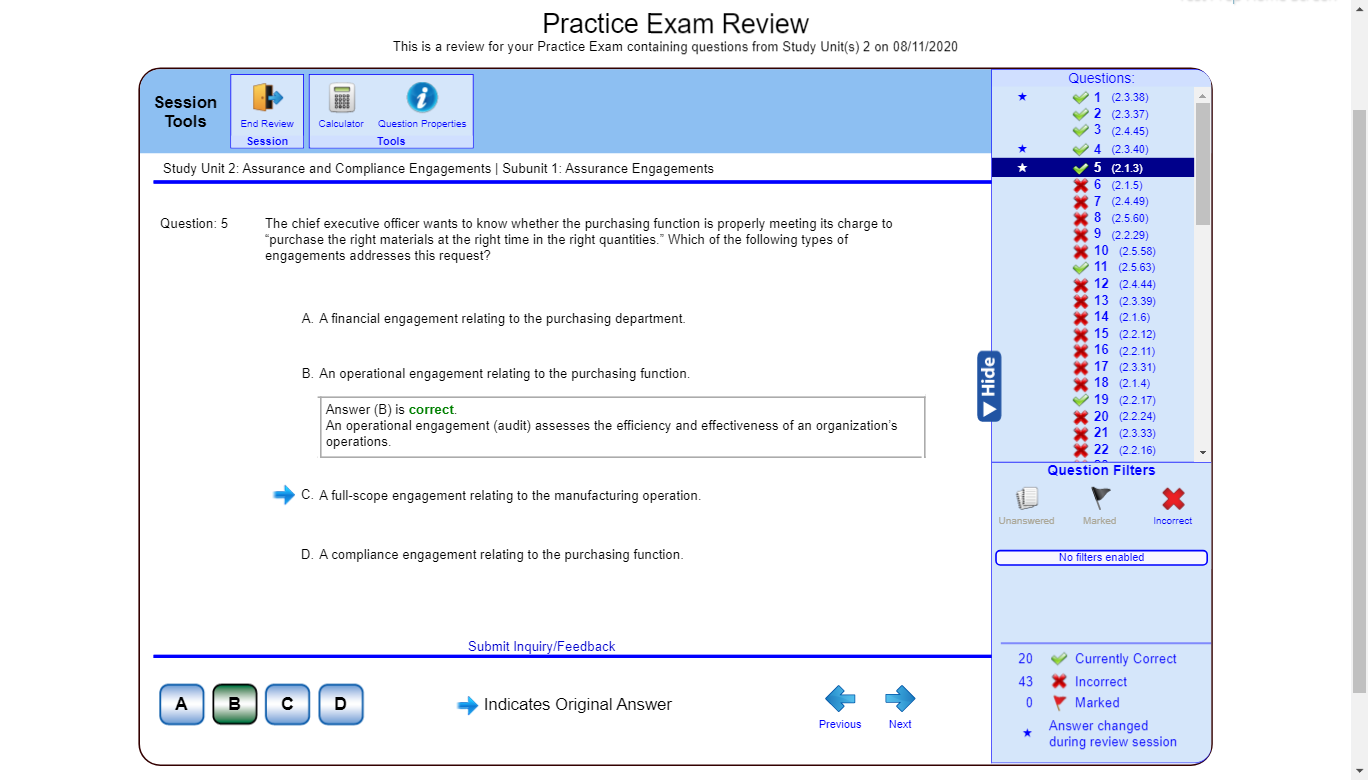 Practice Exam Review
This is a review for your Practice Exam containing questions from Study Unit(s) 2 on 08/11/2020
Session
Tools
End Review
Session
Calculator
Question Properties
Tools
Study Unit 2: Assurance and Compliance Engagements | Subunit 1: Assurance Engagements
Question: 5
The chief executive officer wants to know whether the purchasing function is properly meeting its charge to
“purchase the right materials at the right time in the right quantities.” Which of the following types of
engagements addresses this request?
A. A financial engagement relating to the purchasing department.
B. An operational engagement relating to the purchasing function.
Answer (B) is correct.
An operational engagement (audit) assesses the efficiency and effectiveness of an organization’s
operations.
C. A full-scope engagement relating to the manufacturing operation.
D. A compliance engagement relating to the purchasing function.
Submit Inquiry/Feedback
A B C D
Indicates Original Answer
Previous
Next
Hide
Questions:
1 (2.3.38)
2 (2.3.37)
3 (2.4.45)
4 (2.3.40)
5 (2.1.3)
6 (2.1.5)
7 (2.4.49)
8 (2.5.60)
9 (2.2.29)
10 (2.5.58)
11 (2.5.63)
12 (2.4.44)
13 (2.3.39)
14 (2.1.6)
15 (2.2.12)
16 (2.2.11)
17 (2.3.31)
18 (2.1.4)
19 (2.2.17)
20 (2.2.24)
21 (2.3.33)
22 (2.2.16)
Question Filters
Unanswered
Marked
Incorrect
No filters enabled
20 Currently Correct
43 Incorrect
0 Marked
Answer changed
during review session